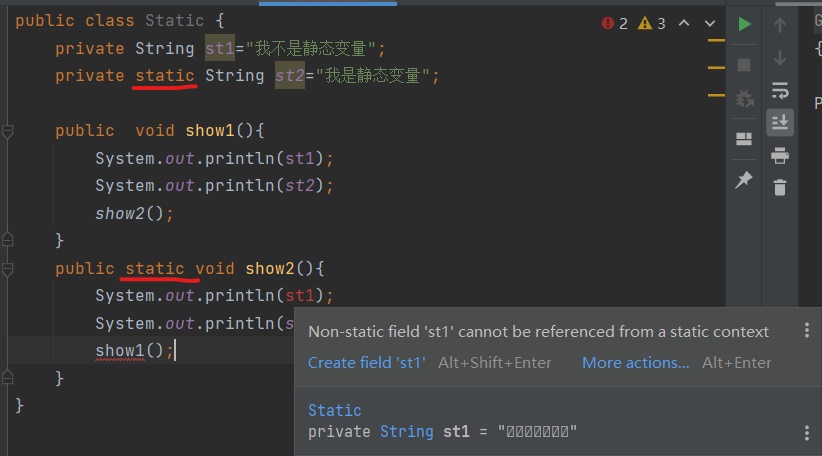 public class Static {
private String st1="我不是静态变量";
private static String st2="我是静态变量";
public void show1(){
System.out.println(st1);
System.out.println(st2);
show2();
}
public static void show2(){
System.out.println(st1);
System.out.println(s
show1();
}
}
2 3
G
{
P
Non-static field 'st1' cannot be referenced from a static context
Create field 'st1' Alt+Shift+Enter More actions... Alt+Enter
Static
private String st1 = "▯▯▯▯▯▯▯"